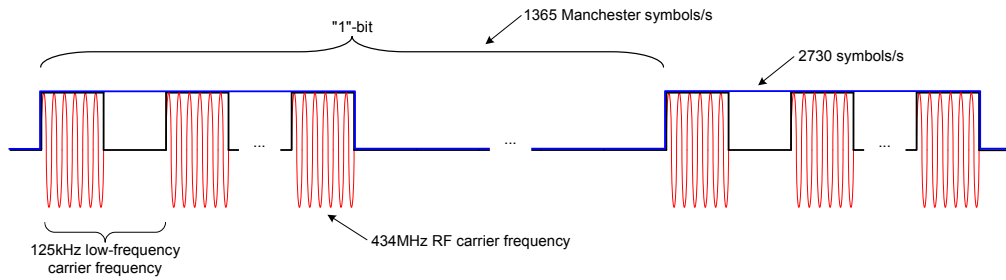 1365 Manchester symbols/s
"1"-bit
2730 symbols/s
...
...
...
434MHz RF carrier frequency
125kHz low-frequency
carrier frequency